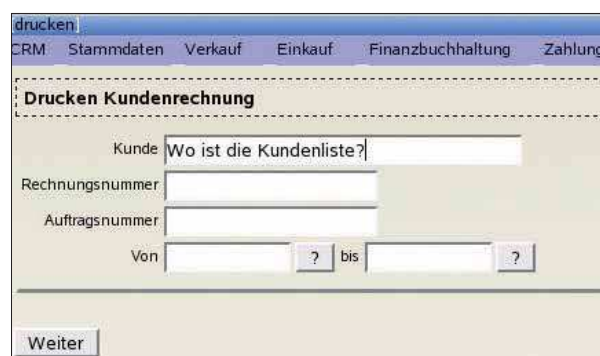 drucken
CRM Stammdaten Verkauf Einkauf Finanzbuchhaltung Zahlung
Drucken Kundenrechnung
Kunde Wo ist die Kundenliste?
Rechnungsnummer
Auftragsnummer
Von ? bis ?
Weiter